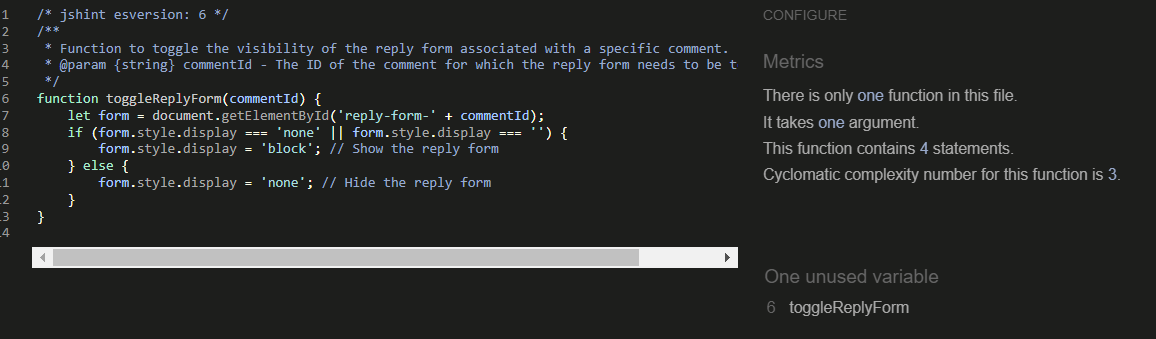 1 /* jshint esversion: 6 */
2 /**
3 * Function to toggle the visibility of the reply form associated with a specific comment.
4 * @param {string} commentId - The ID of the comment for which the reply form needs to be t
5 */
6 function toggleReplyForm(commentId) {
7 let form = document.getElementById('reply-form-' + commentId);
8 if (form.style.display === 'none' || form.style.display === '') {
9 form.style.display = 'block'; // Show the reply form
.0 } else {
.1 form.style.display = 'none'; // Hide the reply form
.2 }
.3 }
.4
CONFIGURE
Metrics
There is only one function in this file.
It takes one argument.
This function contains 4 statements.
Cyclomatic complexity number for this function is 3.
One unused variable
6 toggleReplyForm